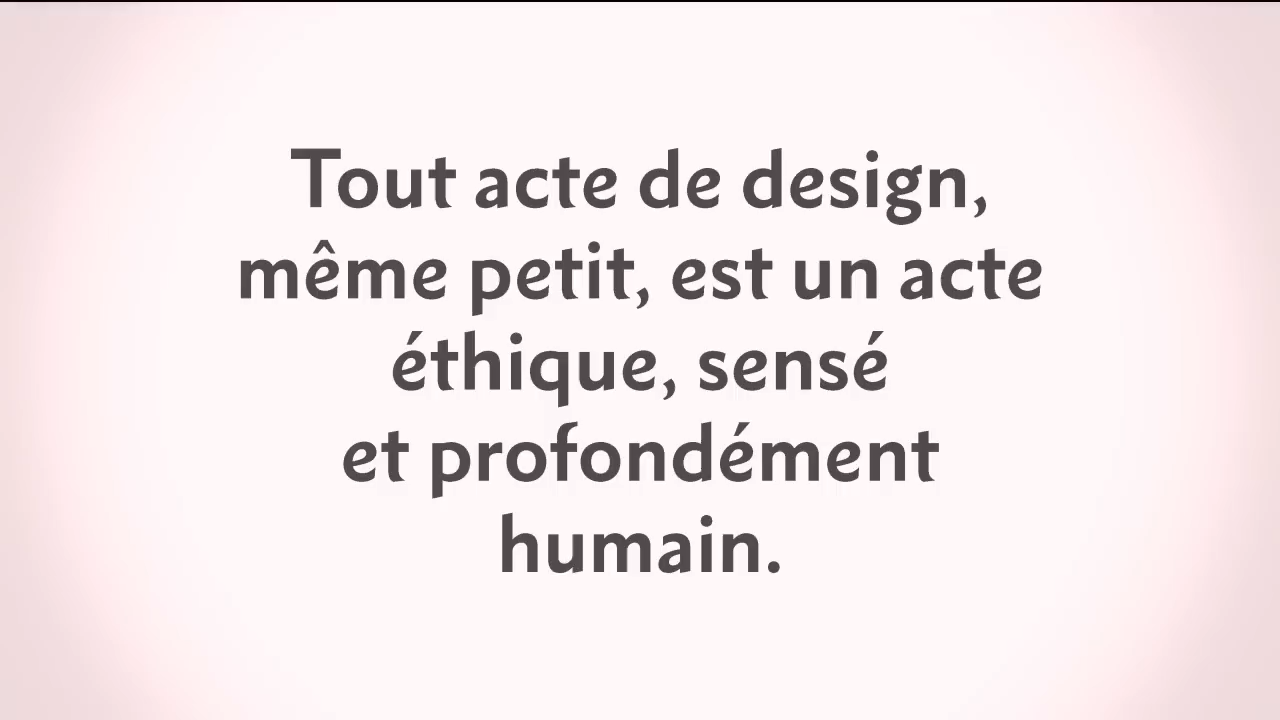 Tout acte de design,
même petit, est un acte
éthique, sensé
et profondément
humain.